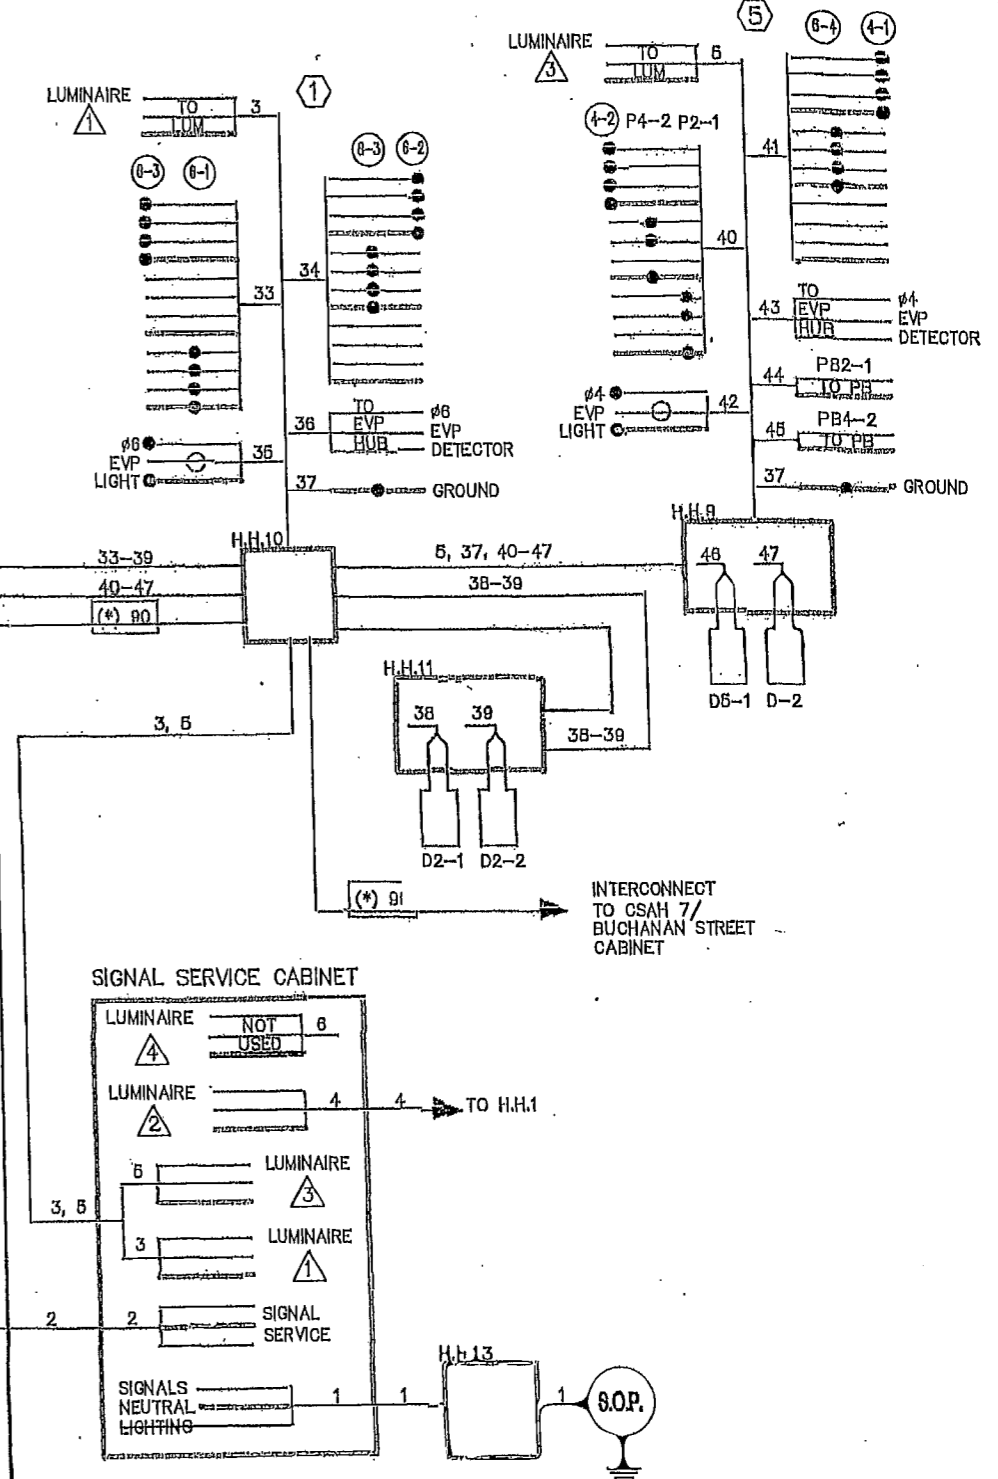 5
6-4 4-1
LUMINAIRE
3
TO
LUM
5
1
LUMINAIRE
1
TO
LUM
3
4-2 P4-2 P2-1
41
8-3 6-2
8-3 6-1
40
34
33
43
TO
EVP
HUB
ø4
EVP
DETECTOR
PB2-1
44
TO PB
ø4
EVP
LIGHT
42
PB4-2
45
TO PB
36
TO
EVP
HUB
ø6
EVP
DETECTOR
ø6
EVP
LIGHT
35
37
GROUND
37
GROUND
H.H.9
H.H.10
33-39
5, 37, 40-47
46 47
40-47
38-39
(*) 90
H.H.11
D5-1 D-2
38 39
38-39
3, 5
D2-1 D2-2
(*) 91
INTERCONNECT
TO CSAH 7/
BUCHANAN STREET
CABINET
SIGNAL SERVICE CABINET
LUMINAIRE
4
NOT
USED
6
LUMINAIRE
2
4 4
TO H.H.1
5
LUMINAIRE
3
3, 5
3
LUMINAIRE
1
2 2
SIGNAL
SERVICE
H.H.13
SIGNALS
NEUTRAL
LIGHTING
1 1 1
S.O.P.